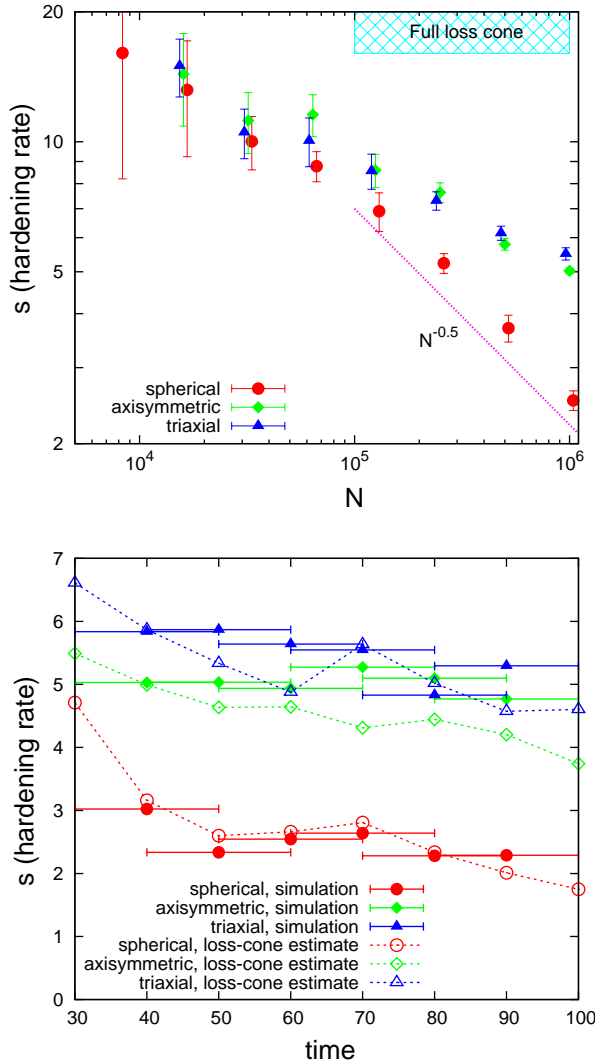 20
10
5
2
s (hardening rate)
Full loss cone
N^-0.5
spherical
axisymmetric
triaxial
10^4
10^5
10^6
N
7
6
5
4
3
2
1
0
s (hardening rate)
spherical, simulation
axisymmetric, simulation
triaxial, simulation
spherical, loss-cone estimate
axisymmetric, loss-cone estimate
triaxial, loss-cone estimate
30 40 50 60 70 80 90 100
time